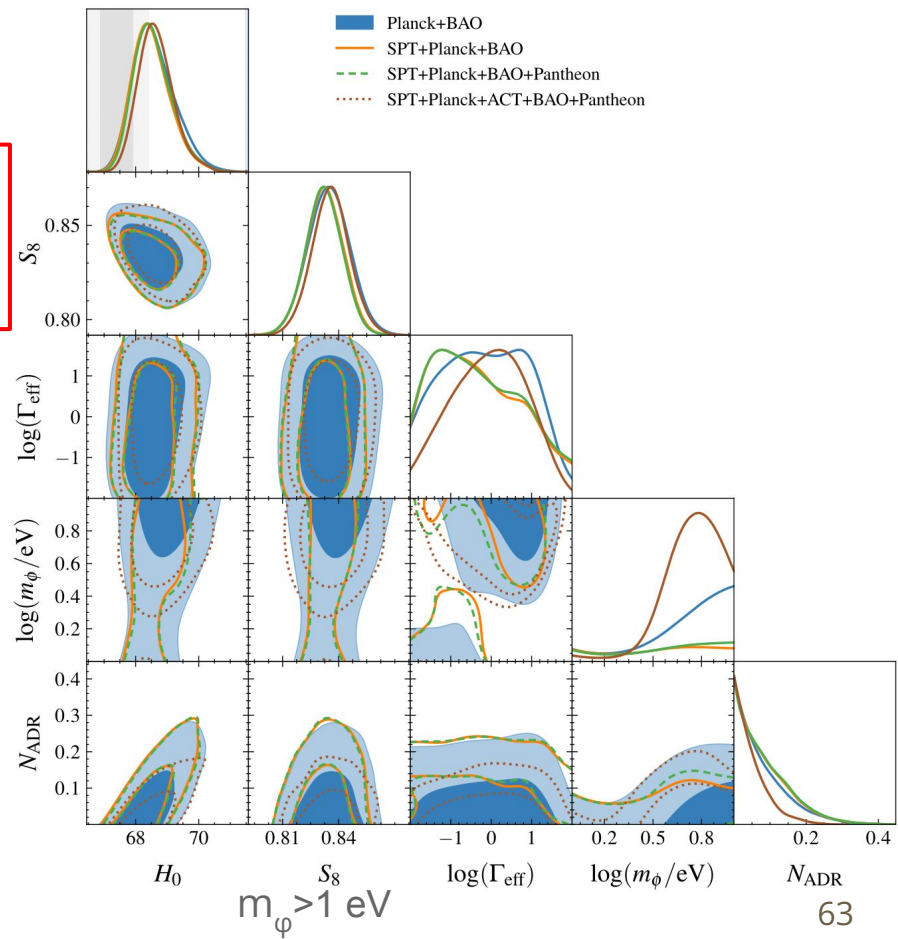 Planck+BAO
SPT+Planck+BAO
SPT+Planck+BAO+Pantheon
SPT+Planck+ACT+BAO+Pantheon
0.85
0.80
S₈
1
0
−1
log(Γeff)
0.8
0.6
0.4
0.2
log(mϕ/eV)
0.4
0.3
0.2
0.1
N_ADR
68 70
0.81 0.84
−1 0 1
0.2 0.5 0.8
0.2 0.4
H₀ S₈ log(Γeff) log(mϕ/eV) N_ADR
mφ>1 eV
63